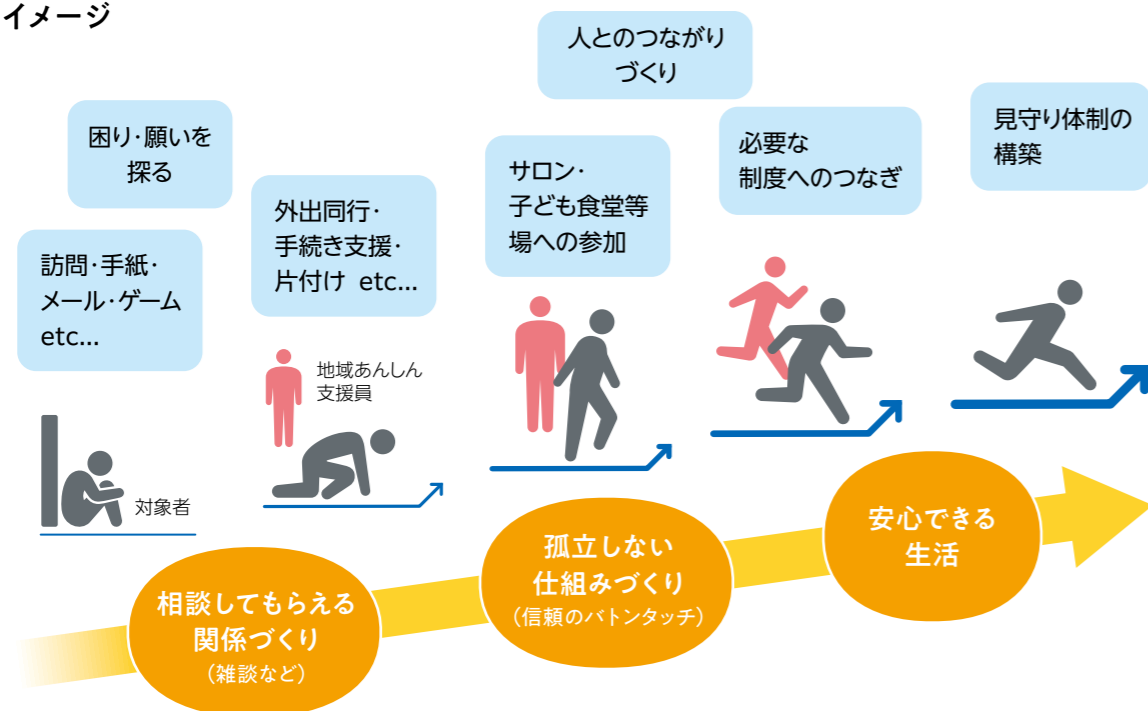 イメージ
困り・願いを
探る
訪問・手紙・
メール・ゲーム
etc...
外出同行・
手続き支援・
片付け etc...
人とのつながり
づくり
サロン・
子ども食堂等
場への参加
必要な
制度へのつなぎ
見守り体制の
構築
地域あんしん
支援員
対象者
相談してもらえる
関係づくり
(雑談など)
孤立しない
仕組みづくり
(信頼のバトンタッチ)
安心できる
生活